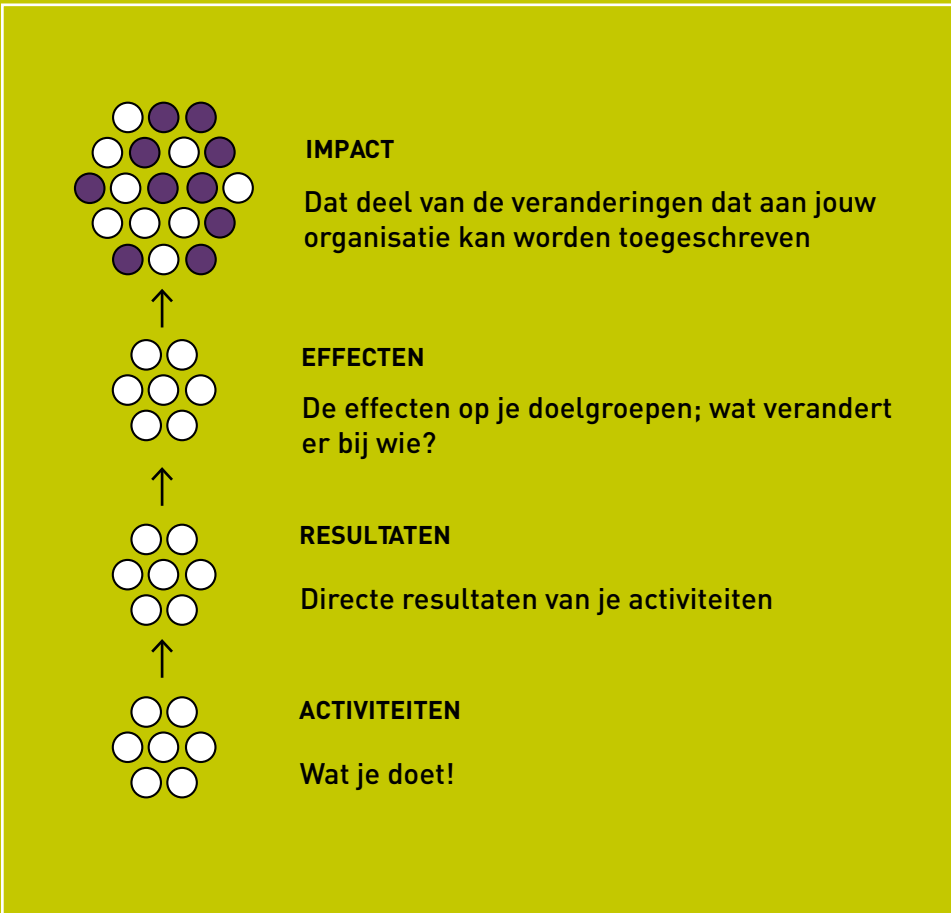 IMPACT
Dat deel van de veranderingen dat aan jouw
organisatie kan worden toegeschreven
EFFECTEN
De effecten op je doelgroepen; wat verandert
er bij wie?
RESULTATEN
Directe resultaten van je activiteiten
ACTIVITEITEN
Wat je doet!